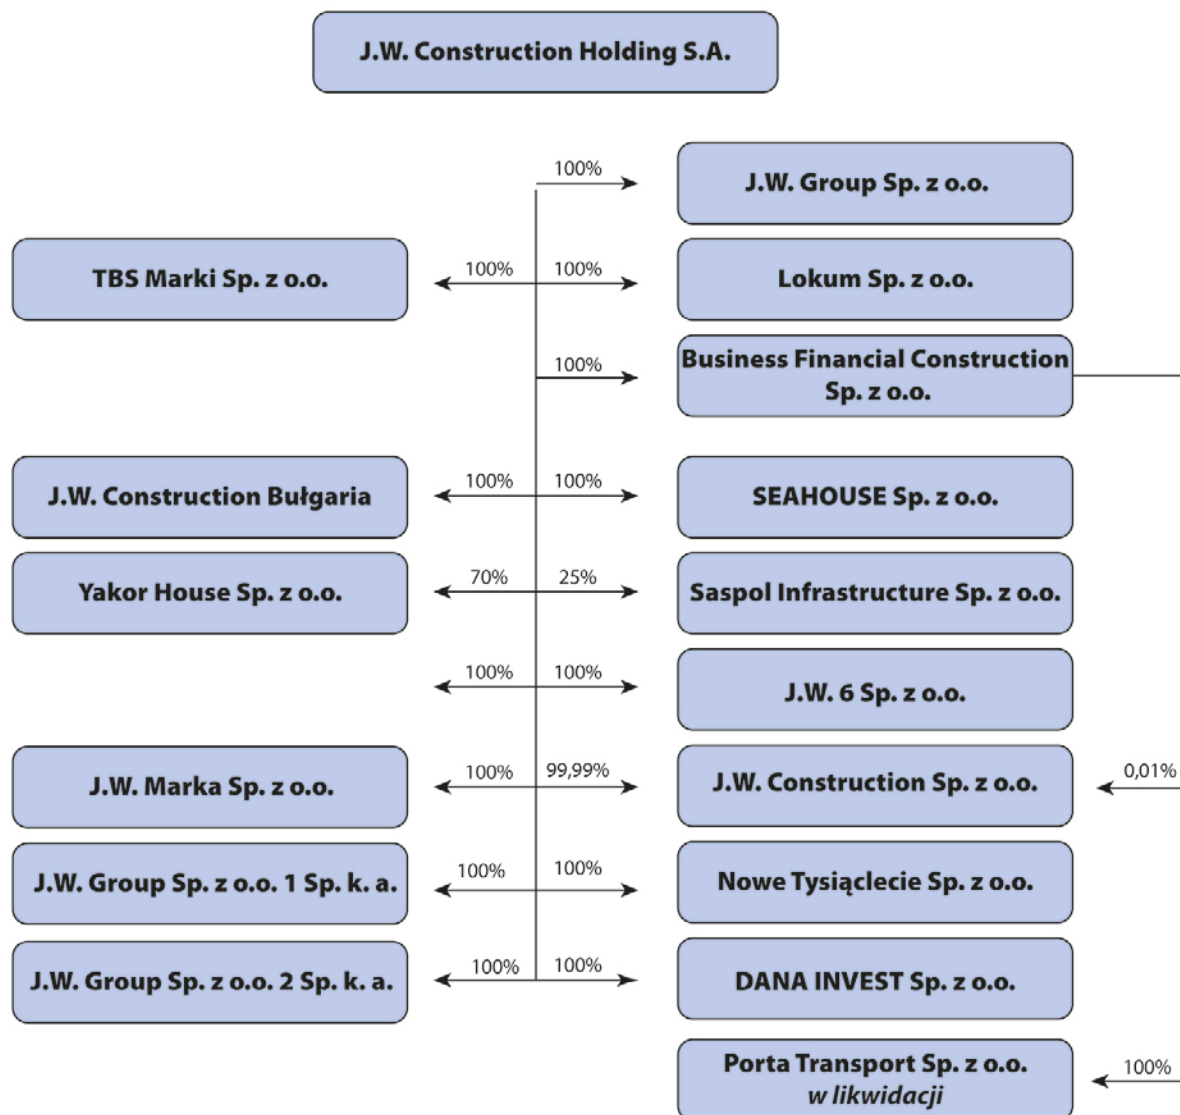 J.W. Construction Holding S.A.
100%
J.W. Group Sp. z o.o.
TBS Marki Sp. z o.o.
100%
100%
Lokum Sp. z o.o.
100%
Business Financial Construction
Sp. z o.o.
J.W. Construction Bułgaria
100%
100%
SEAHOUSE Sp. z o.o.
Yakor House Sp. z o.o.
70%
25%
Saspol Infrastructure Sp. z o.o.
100%
100%
J.W. 6 Sp. z o.o.
J.W. Marka Sp. z o.o.
100%
99,99%
J.W. Construction Sp. z o.o.
0,01%
J.W. Group Sp. z o.o. 1 Sp. k. a.
100%
100%
Nowe Tysiąclecie Sp. z o.o.
J.W. Group Sp. z o.o. 2 Sp. k. a.
100%
100%
DANA INVEST Sp. z o.o.
Porta Transport Sp. z o.o.
w likwidacji
100%